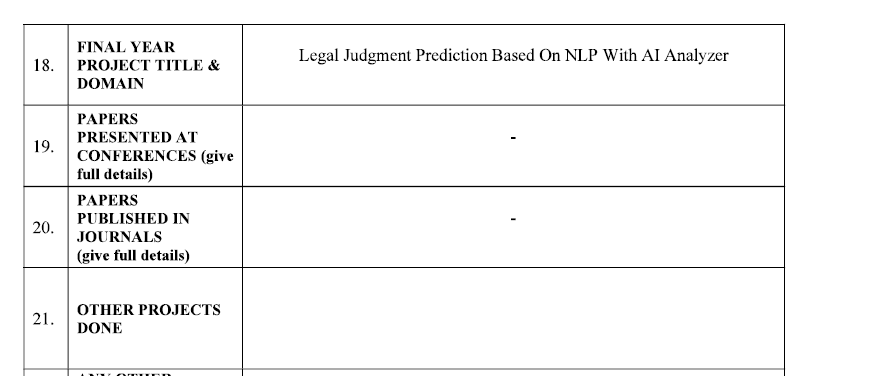 18.
FINAL YEAR
PROJECT TITLE &
DOMAIN
Legal Judgment Prediction Based On NLP With AI Analyzer
19.
PAPERS
PRESENTED AT
CONFERENCES (give
full details)
-
20.
PAPERS
PUBLISHED IN
JOURNALS
(give full details)
-
21.
OTHER PROJECTS
DONE
ANY OTHER